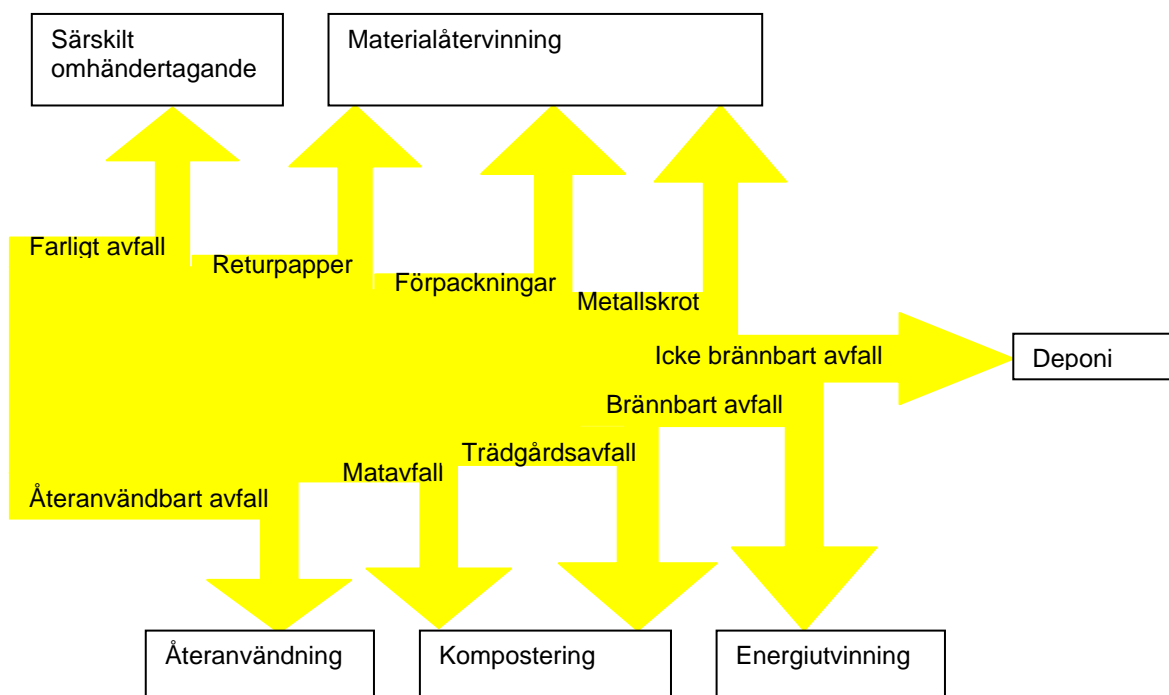 Särskilt
omhändertagande
Materialåtervinning
Farligt avfall
Returpapper
Förpackningar
Metallskrot
Icke brännbart avfall
Deponi
Brännbart avfall
Trädgårdsavfall
Matavfall
Återanvändbart avfall
Återanvändning
Kompostering
Energiutvinning